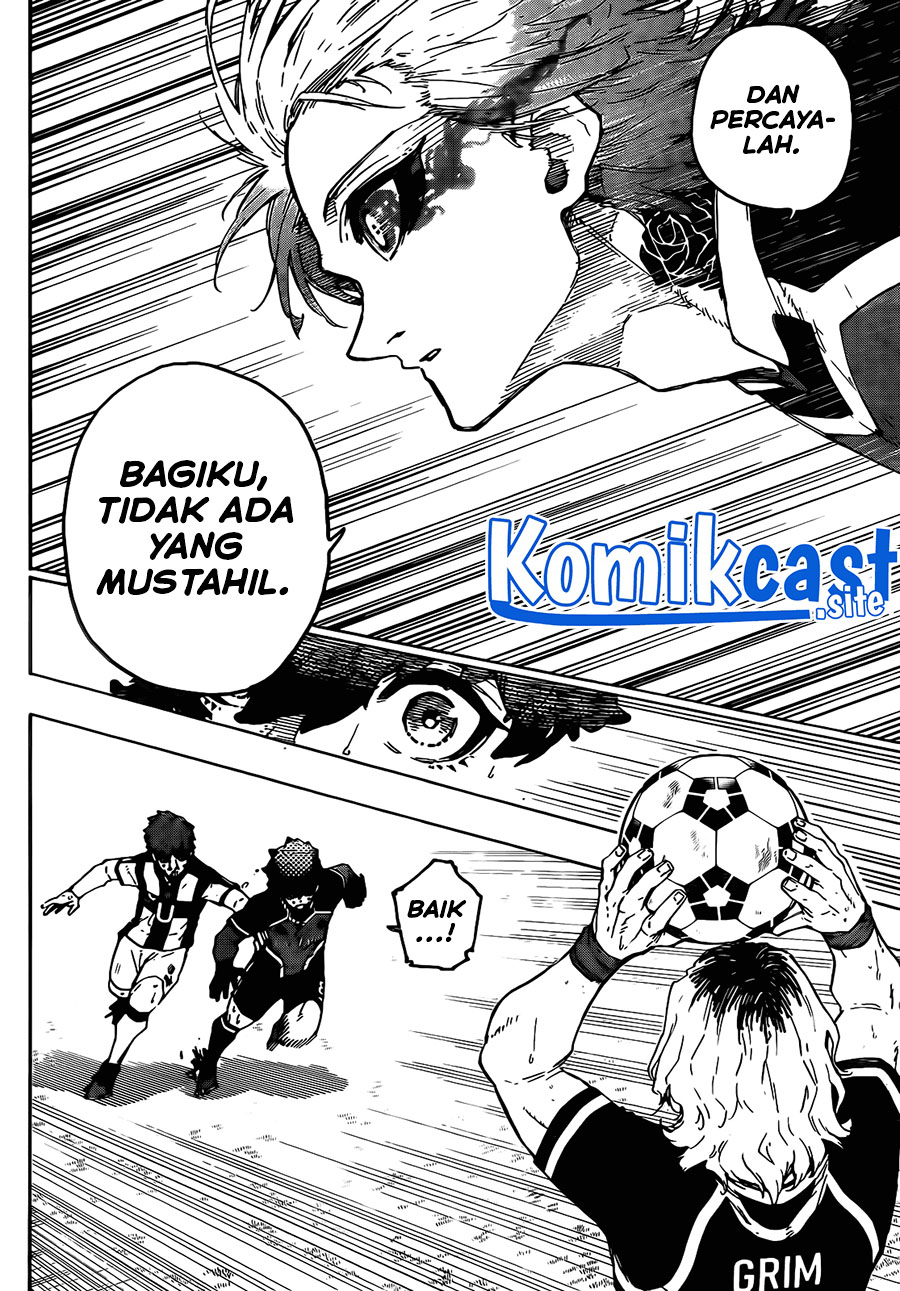 DAN
PERCAYA-
LAH.
BAGIKU,
TIDAK ADA
YANG
MUSTAHIL.
Komikcast
.site
BAIK
...!
GRIM